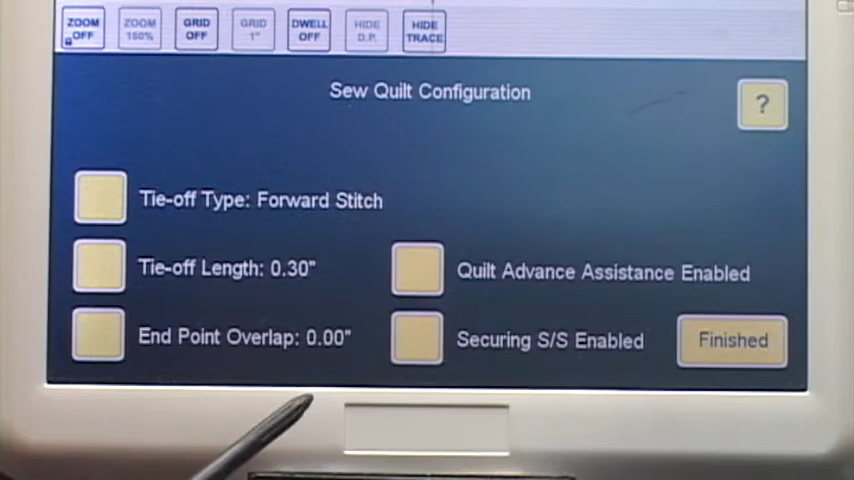 ZOOM OFF
ZOOM 150%
GRID OFF
GRID 1"
DWELL OFF
HIDE D.P.
HIDE TRACE
Sew Quilt Configuration
?
Tie-off Type: Forward Stitch
Tie-off Length: 0.30"
Quilt Advance Assistance Enabled
End Point Overlap: 0.00"
Securing S/S Enabled
Finished